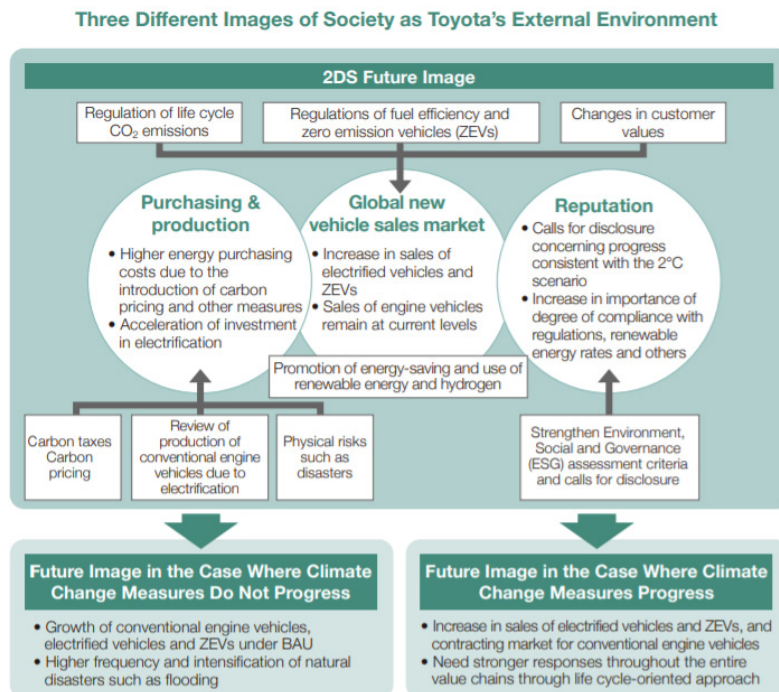 Three Different Images of Society as Toyota's External Environment
2DS Future Image
Regulation of life cycle
CO₂ emissions
Regulations of fuel efficiency and
zero emission vehicles (ZEVs)
Changes in customer
values
Purchasing &
production
• Higher energy purchasing
costs due to the
introduction of carbon
pricing and other measures
• Acceleration of investment
in electrification
Global new
vehicle sales market
• Increase in sales of
electrified vehicles and
ZEVs
• Sales of engine vehicles
remain at current levels
Reputation
• Calls for disclosure
concerning progress
consistent with the 2°C
scenario
• Increase in importance of
degree of compliance with
regulations, renewable
energy rates and others
Promotion of energy-saving and use of
renewable energy and hydrogen
Carbon taxes
Carbon
pricing
Review of
production of
conventional engine
vehicles due to
electrification
Physical risks
such as
disasters
Strengthen Environment,
Social and Governance
(ESG) assessment criteria
and calls for disclosure
Future Image in the Case Where Climate
Change Measures Do Not Progress
• Growth of conventional engine vehicles,
electrified vehicles and ZEVs under BAU
• Higher frequency and intensification of natural
disasters such as flooding
Future Image in the Case Where Climate
Change Measures Progress
• Increase in sales of electrified vehicles and ZEVs, and
contracting market for conventional engine vehicles
• Need stronger responses throughout the entire
value chains through life cycle-oriented approach